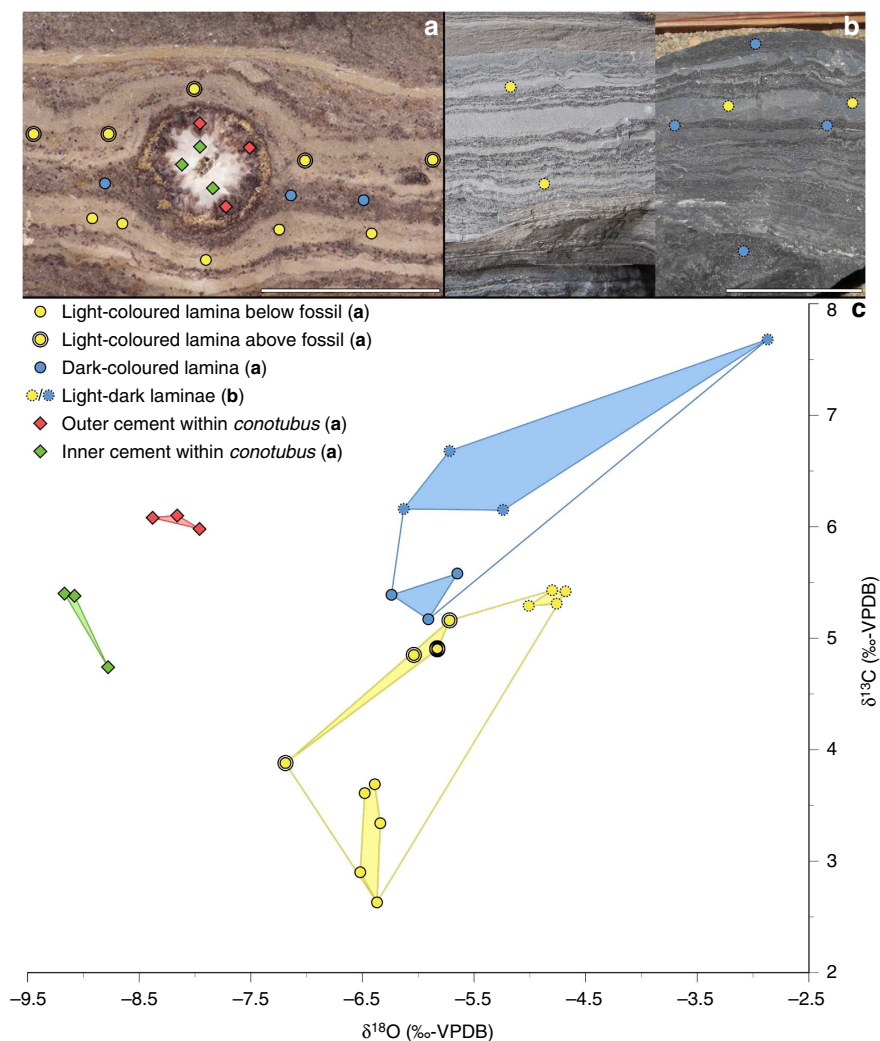 a
b
Light-coloured lamina below fossil (a)
Light-coloured lamina above fossil (a)
Dark-coloured lamina (a)
/ Light-dark laminae (b)
Outer cement within conotubus (a)
Inner cement within conotubus (a)
c
8
7
6
5
4
3
2
δ13C (‰-VPDB)
–9.5 –8.5 –7.5 –6.5 –5.5 –4.5 –3.5 –2.5
δ18O (‰-VPDB)